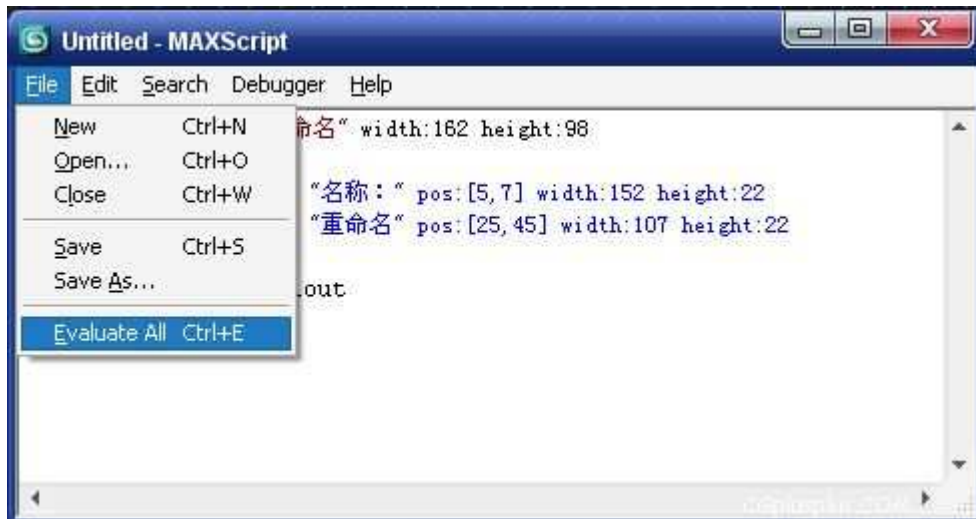 Untitled - MAXScript
File Edit Search Debugger Help
New Ctrl+N
Open... Ctrl+O
Close Ctrl+W
Save Ctrl+S
Save As...
Evaluate All Ctrl+E
命名" width:162 height:98
"名称：" pos:[5,7] width:152 height:22
"重命名" pos:[25,45] width:107 height:22
out